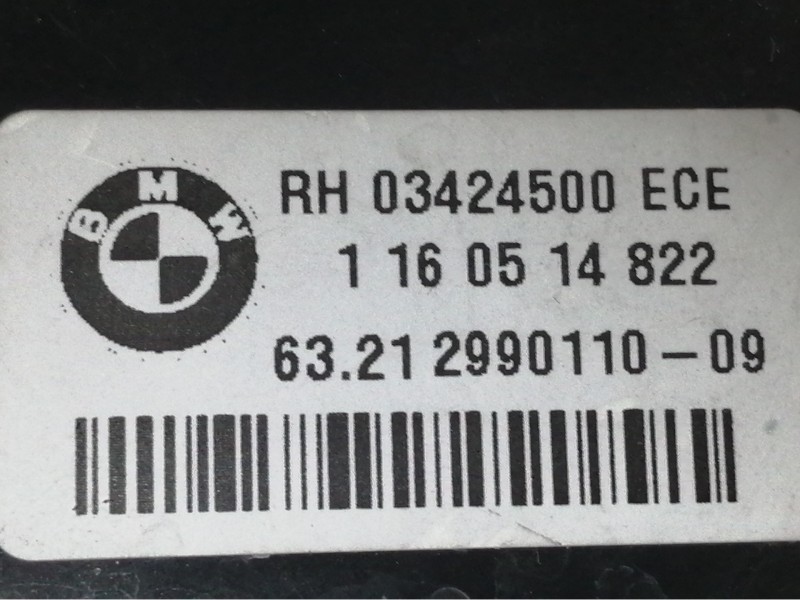 BMW
RH 03424500 ECE
1 16 05 14 822
63.21 2990110-09